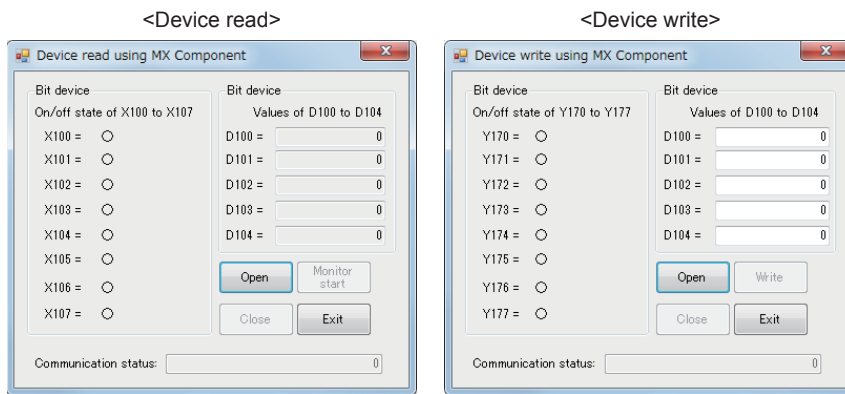 <Device read>
Device read using MX Component
x
Bit device
On/off state of X100 to X107
X100 =
X101 =
X102 =
X103 =
X104 =
X105 =
X106 =
X107 =
Bit device
Values of D100 to D104
D100 = 0
D101 = 0
D102 = 0
D103 = 0
D104 = 0
Open
Monitor
start
Close
Exit
Communication status: 0
<Device write>
Device write using MX Component
x
Bit device
On/off state of Y170 to Y177
Y170 =
Y171 =
Y172 =
Y173 =
Y174 =
Y175 =
Y176 =
Y177 =
Bit device
Values of D100 to D104
D100 = 0
D101 = 0
D102 = 0
D103 = 0
D104 = 0
Open
Write
Close
Exit
Communication status: 0